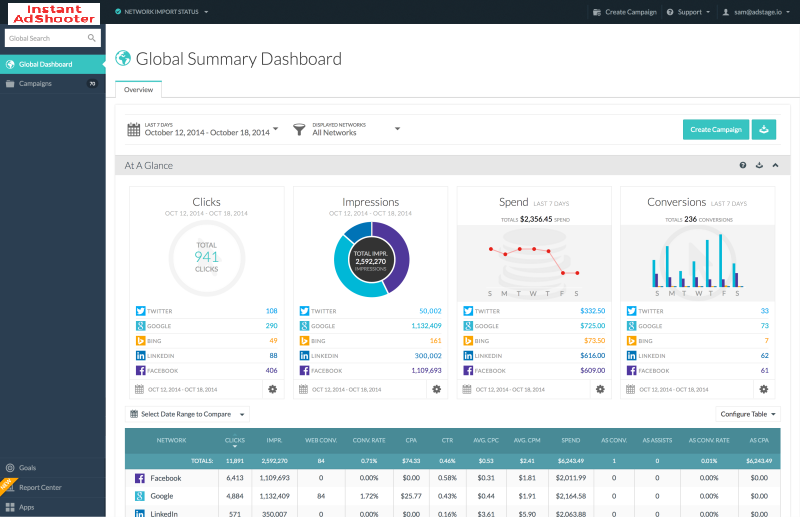 Instant
AdShooter
NETWORK IMPORT STATUS
Create Campaign
Support
sam@adstage.io
Global Search
Global Dashboard
Campaigns 70
Goals
NEW
Report Center
Apps
Global Summary Dashboard
Overview
LAST 7 DAYS
October 12, 2014 - October 18, 2014
DISPLAYED NETWORKS
All Networks
Create Campaign
At A Glance
Clicks
OCT 12, 2014 - OCT 18, 2014
TOTAL
941
CLICKS
TWITTER 108
GOOGLE 290
BING 49
LINKEDIN 88
FACEBOOK 406
OCT 12, 2014 - OCT 18, 2014
Impressions
OCT 12, 2014 - OCT 18, 2014
TOTAL IMPR.
2,592,270
IMPRESSIONS
TWITTER 50,002
GOOGLE 1,132,409
BING 161
LINKEDIN 300,002
FACEBOOK 1,109,693
OCT 12, 2014 - OCT 18, 2014
Spend LAST 7 DAYS
TOTALS $2,356.45 SPEND
S M T W T F S
TWITTER $332.50
GOOGLE $725.00
BING $73.50
LINKEDIN $616.00
FACEBOOK $609.00
OCT 12, 2014 - OCT 18, 2014
Conversions LAST 7 DAYS
TOTALS 236 CONVERSIONS
S M T W T F S
TWITTER 33
GOOGLE 73
BING 7
LINKEDIN 62
FACEBOOK 61
OCT 12, 2014 - OCT 18, 2014
Select Date Range to Compare
Configure Table
NETWORK CLICKS IMPR. WEB CONV. CONV. RATE CPA CTR AVG. CPC AVG. CPM SPEND AS CONV. AS ASSISTS AS CONV. RATE AS CPA
TOTALS: 11,891 2,592,270 84 0.71% $74.33 0.46% $0.53 $2.41 $6,243.49 1 0 0.01% $6,243.49
Facebook 6,413 1,109,693 0 0.00% $0.00 0.58% $0.31 $1.81 $2,011.99 0 0 0.00% $0.00
Google 4,884 1,132,409 84 1.72% $25.77 0.43% $0.44 $1.91 $2,164.58 0 0 0.00% $0.00
LinkedIn 571 350,007 0 0.00% $0.00 0.16% $3.61 $5.90 $2,063.88 0 0 0.00% $0.00